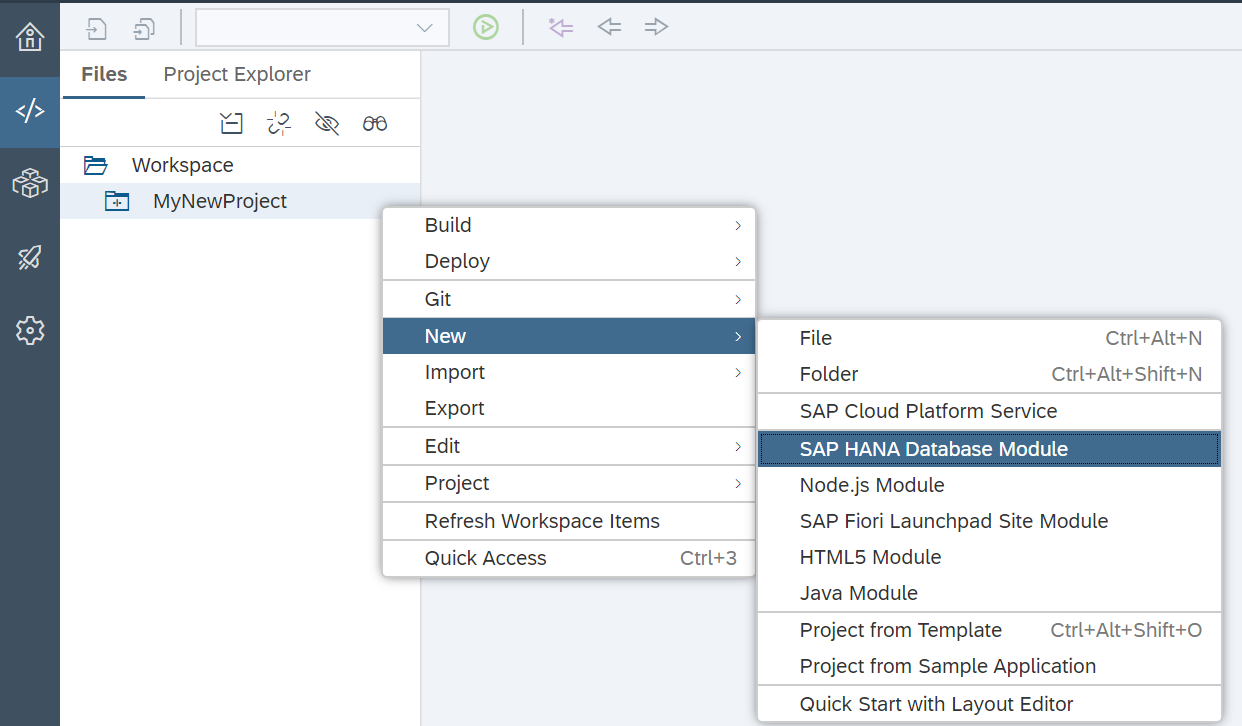 Files Project Explorer
Workspace
MyNewProject
Build
Deploy
Git
New
Import
Export
Edit
Project
Refresh Workspace Items
Quick Access Ctrl+3
File Ctrl+Alt+N
Folder Ctrl+Alt+Shift+N
SAP Cloud Platform Service
SAP HANA Database Module
Node.js Module
SAP Fiori Launchpad Site Module
HTML5 Module
Java Module
Project from Template Ctrl+Alt+Shift+O
Project from Sample Application
Quick Start with Layout Editor